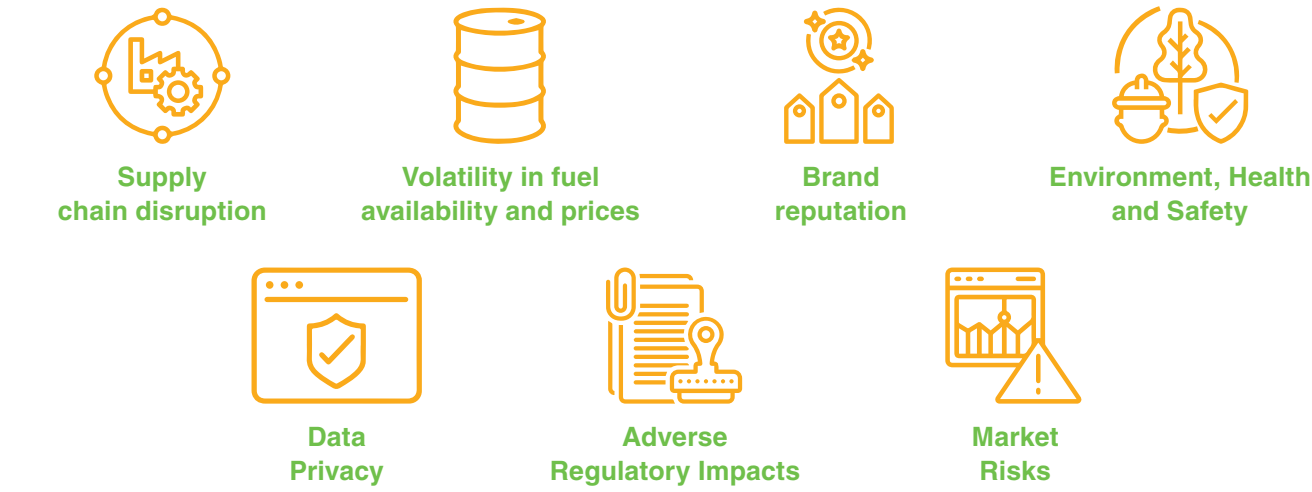 Supply
chain disruption
Volatility in fuel
availability and prices
Brand
reputation
Environment, Health
and Safety
Data
Privacy
Adverse
Regulatory Impacts
Market
Risks